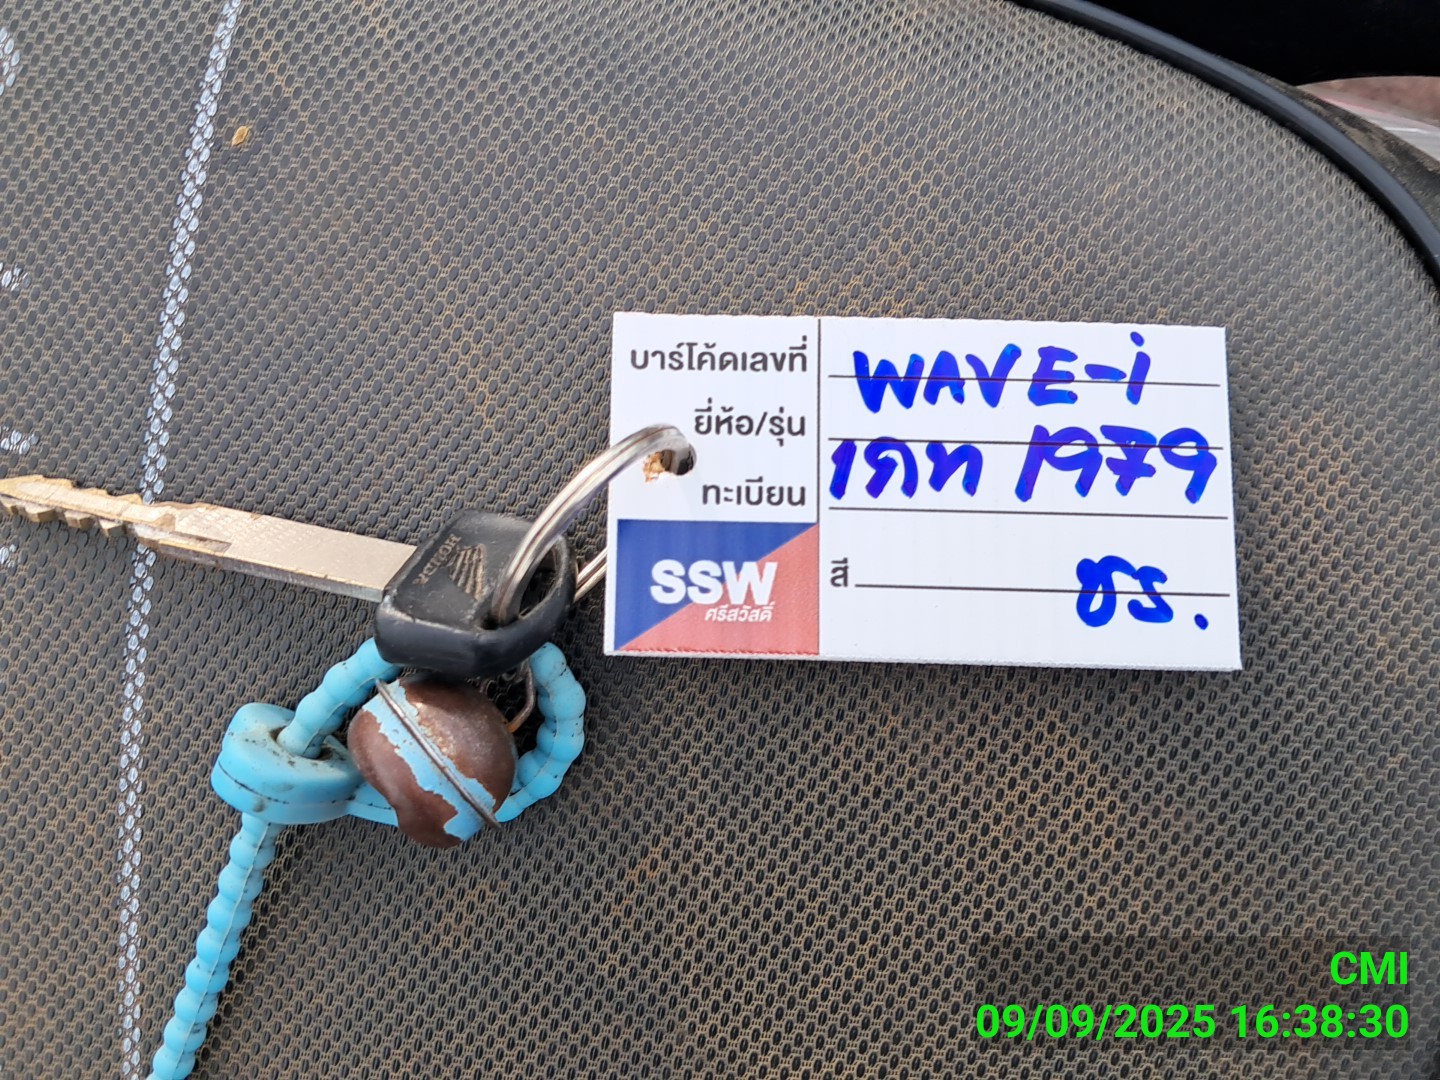 บาร์โค้ดเลขที่
WAVE-i
ยี่ห้อ/รุ่น
1กท 1979
ทะเบียน
สี
ชร.
SSW
ศรีสวัสดิ์
HONDA
CMI
09/09/2025 16:38:30